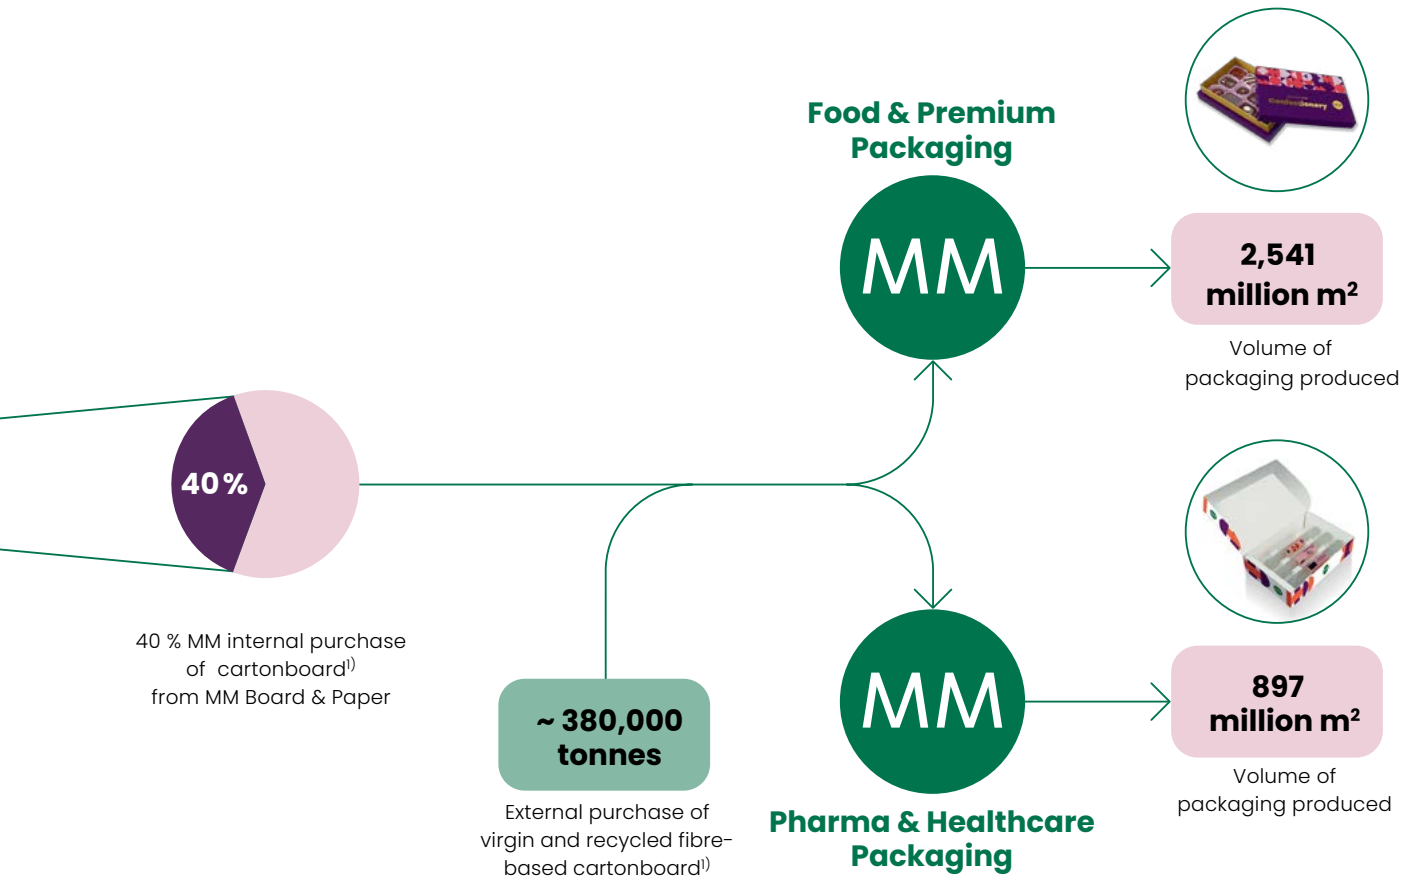 Food & Premium
Packaging
MM
Confectionery
2,541
million m²
Volume of
packaging produced
40 %
40 % MM internal purchase
of cartonboard¹⁾
from MM Board & Paper
~ 380,000
tonnes
External purchase of
virgin and recycled fibre-
based cartonboard¹⁾
MM
Pharma & Healthcare
Packaging
897
million m²
Volume of
packaging produced